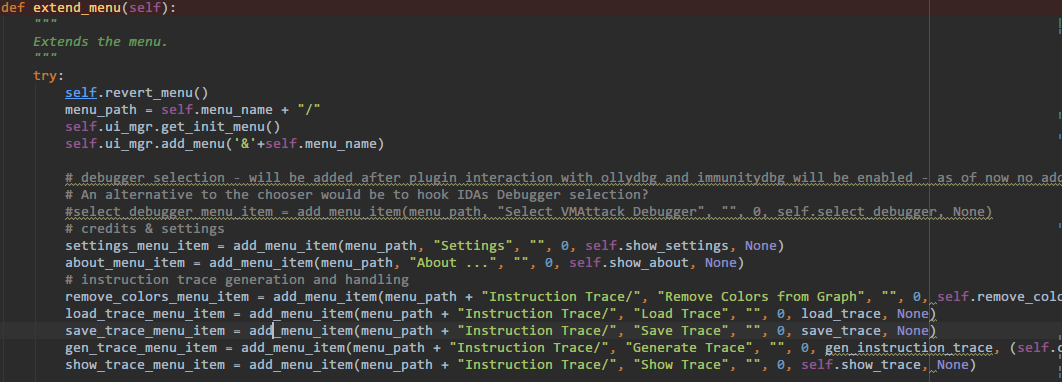 def extend_menu(self):
"""
Extends the menu.
"""
try:
self.revert_menu()
menu_path = self.menu_name + "/"
self.ui_mgr.get_init_menu()
self.ui_mgr.add_menu('&'+self.menu_name)
# debugger selection - will be added after plugin interaction with ollydbg and immunitydbg will be enabled - as of now no
# An alternative to the chooser would be to hook IDAs Debugger selection?
#select_debugger_menu_item = add_menu_item(menu_path, "Select VMAttack Debugger", "", 0, self.select_debugger, None)
# credits & settings
settings_menu_item = add_menu_item(menu_path, "Settings", "", 0, self.show_settings, None)
about_menu_item = add_menu_item(menu_path, "About ...", "", 0, self.show_about, None)
# instruction trace generation and handling
remove_colors_menu_item = add_menu_item(menu_path + "Instruction Trace/", "Remove Colors from Graph", "", 0,
load_trace_menu_item = add_menu_item(menu_path + "Instruction Trace/", "Load Trace", "", 0, load_trace, None)
save_trace_menu_item = add_menu_item(menu_path + "Instruction Trace/", "Save Trace", "", 0, save_trace, None)
gen_trace_menu_item = add_menu_item(menu_path + "Instruction Trace/", "Generate Trace", "", 0, gen_instruction_trace,
show_trace_menu_item = add_menu_item(menu_path + "Instruction Trace/", "Show Trace", "", 0, self.show_trace, None)